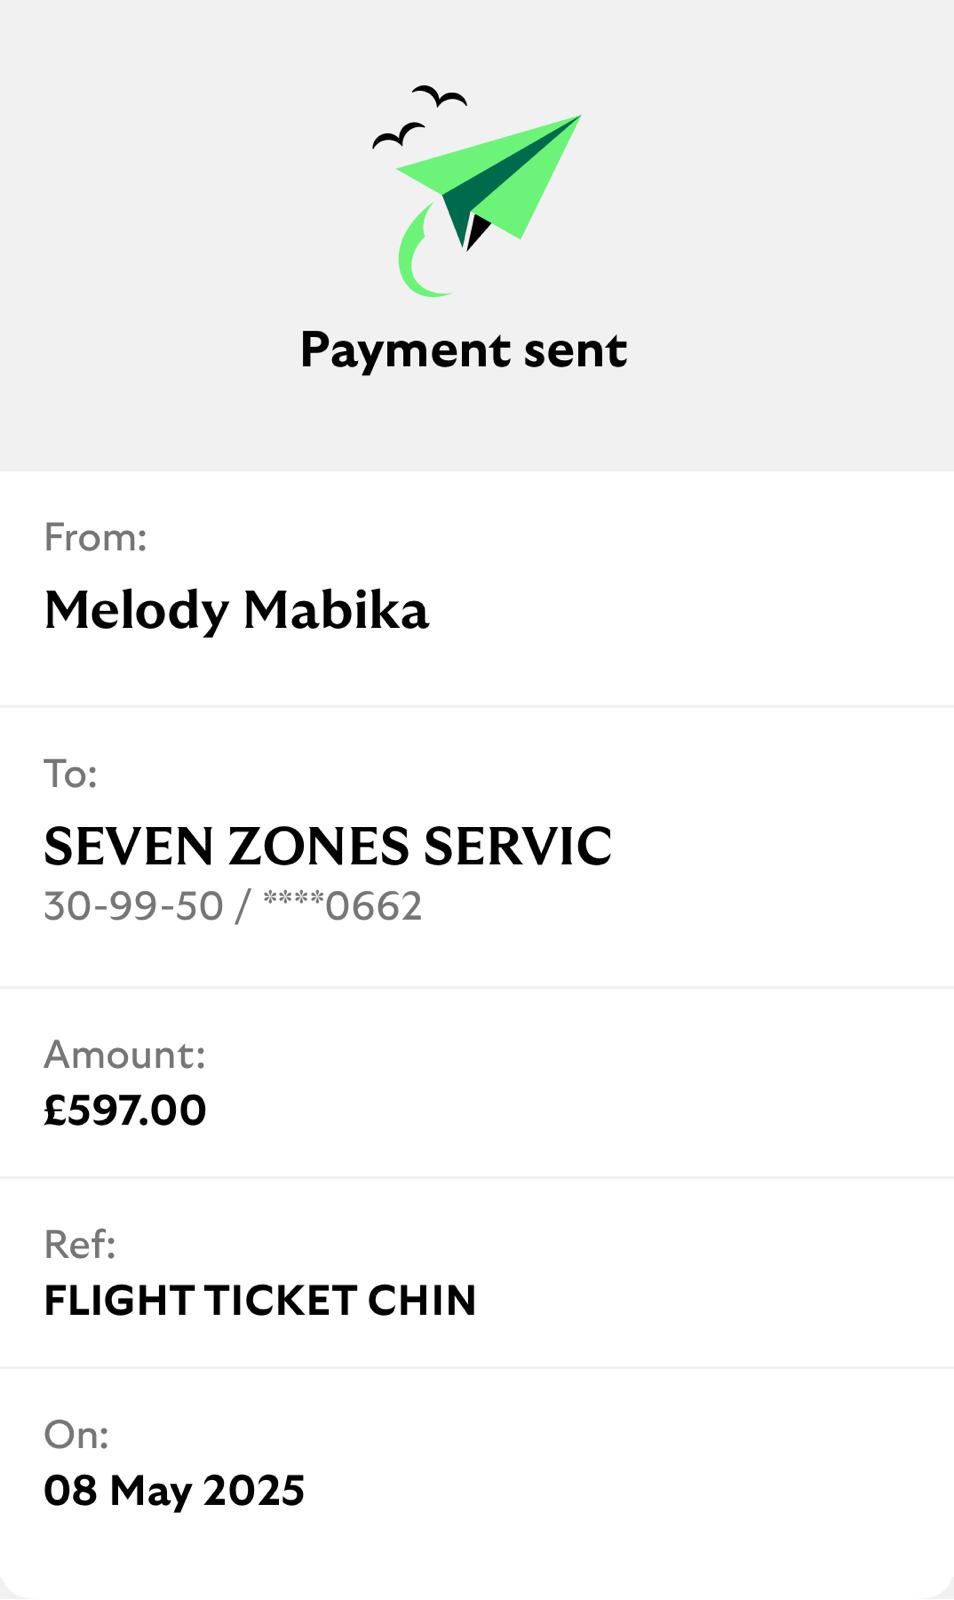 Payment sent
From:
Melody Mabika
To:
SEVEN ZONES SERVIC
30-99-50 / ****0662
Amount:
£597.00
Ref:
FLIGHT TICKET CHIN
On:
08 May 2025